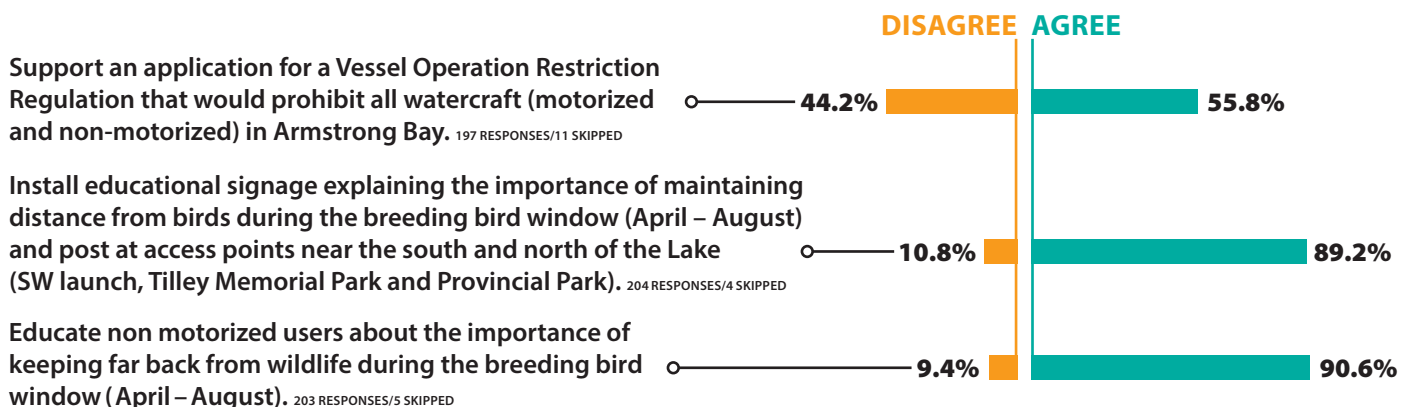 DISAGREE AGREE
Support an application for a Vessel Operation Restriction
Regulation that would prohibit all watercraft (motorized
and non-motorized) in Armstrong Bay. 197 RESPONSES/11 SKIPPED
44.2% 55.8%
Install educational signage explaining the importance of maintaining
distance from birds during the breeding bird window (April – August)
and post at access points near the south and north of the Lake
(SW launch, Tilley Memorial Park and Provincial Park). 204 RESPONSES/4 SKIPPED
10.8% 89.2%
Educate non motorized users about the importance of
keeping far back from wildlife during the breeding bird
window (April – August). 203 RESPONSES/5 SKIPPED
9.4% 90.6%